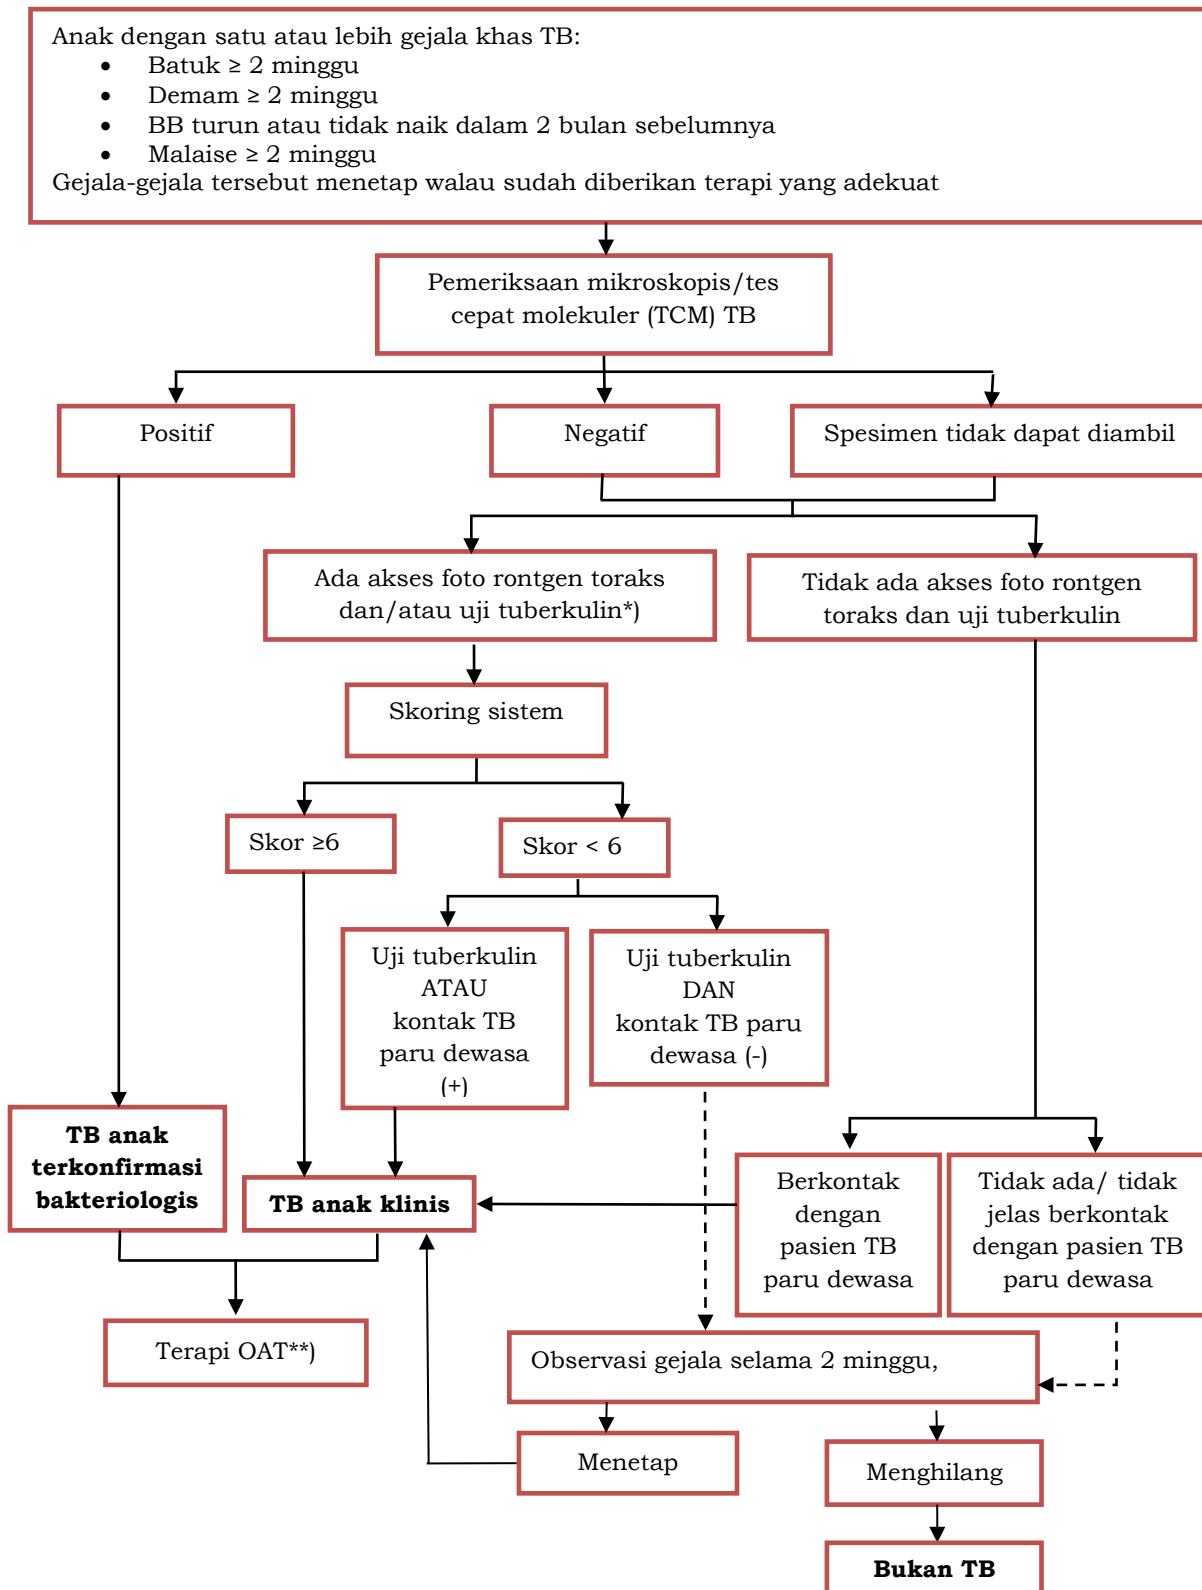 Anak dengan satu atau lebih gejala khas TB:
• Batuk ≥ 2 minggu
• Demam ≥ 2 minggu
• BB turun atau tidak naik dalam 2 bulan sebelumnya
• Malaise ≥ 2 minggu
Gejala-gejala tersebut menetap walau sudah diberikan terapi yang adekuat
Pemeriksaan mikroskopis/tes
cepat molekuler (TCM) TB
Positif
Negatif
Spesimen tidak dapat diambil
Ada akses foto rontgen toraks
dan/atau uji tuberkulin*)
Tidak ada akses foto rontgen
toraks dan uji tuberkulin
Skoring sistem
Skor ≥6
Skor < 6
Uji tuberkulin
ATAU
kontak TB
paru dewasa
(+)
Uji tuberkulin
DAN
kontak TB paru
dewasa (-)
TB anak
terkonfirmasi
bakteriologis
TB anak klinis
Berkontak
dengan
pasien TB
paru dewasa
Tidak ada/ tidak
jelas berkontak
dengan pasien TB
paru dewasa
Terapi OAT**)
Observasi gejala selama 2 minggu,
Menetap
Menghilang
Bukan TB